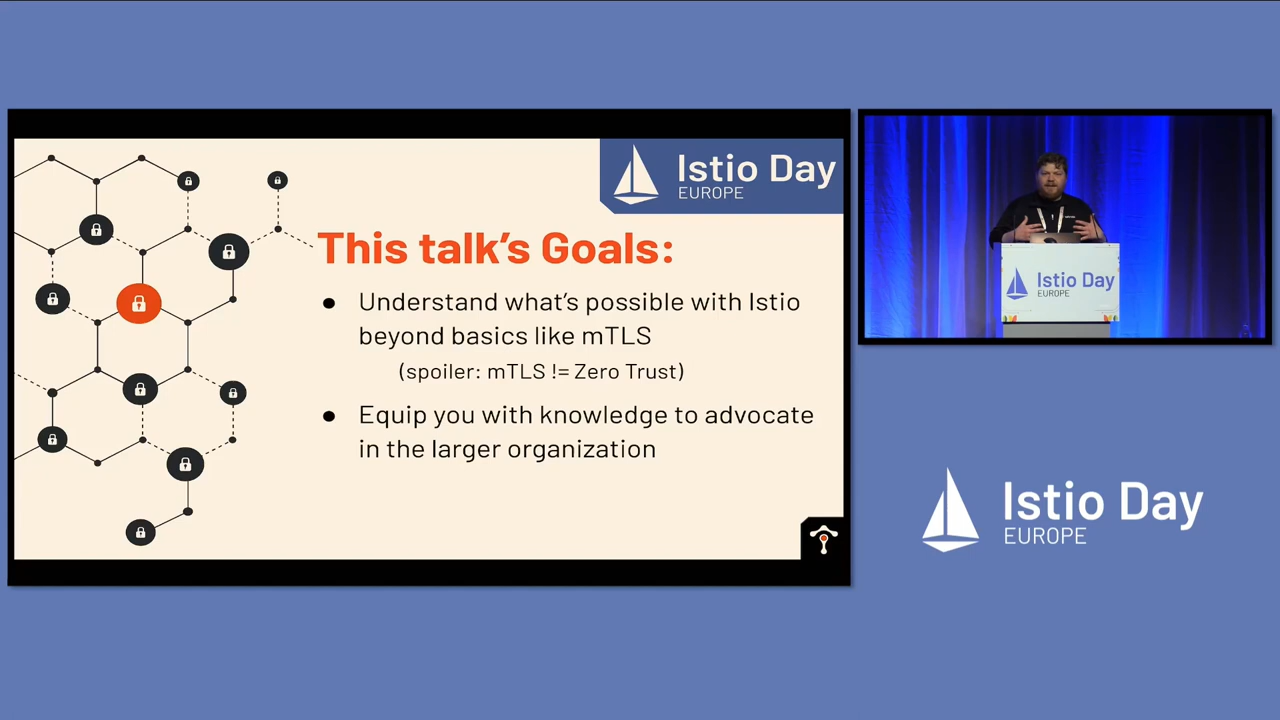 Istio Day
EUROPE
This talk's Goals:
● Understand what's possible with Istio
beyond basics like mTLS
(spoiler: mTLS != Zero Trust)
● Equip you with knowledge to advocate
in the larger organization
Istio Day
EUROPE
Istio Day
EUROPE